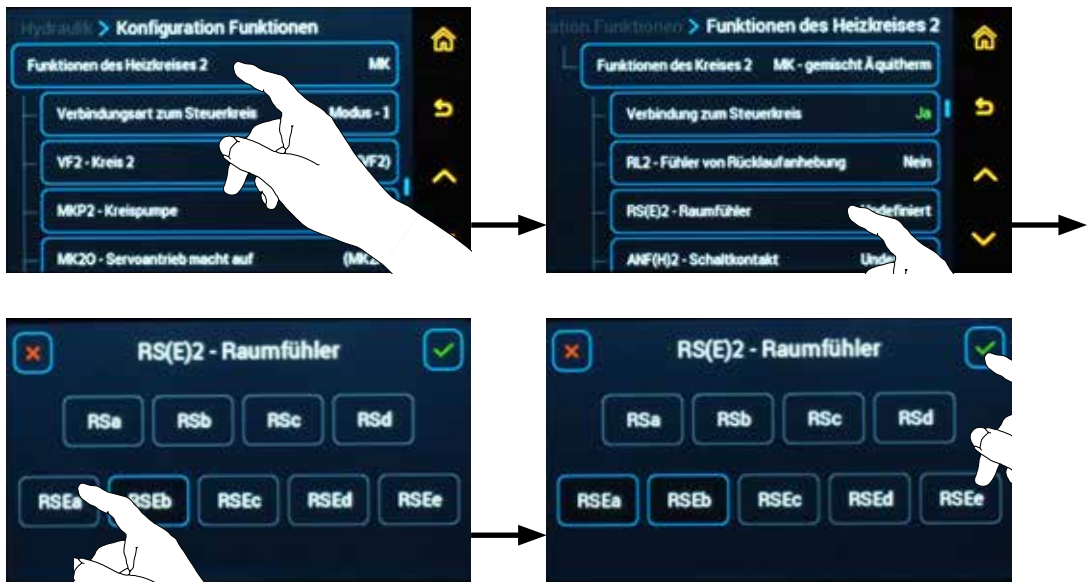 Hydraulik > Konfiguration Funktionen
Funktionen des Heizkreises 2 MK
Verbindungsart zum Steuerkreis Modus - 1
VF2 - Kreis 2 (VF2)
MKP2 - Kreispumpe
MK2O - Servoantrieb macht auf
Funktionen > Funktionen des Heizkreises 2
Funktionen des Kreises 2 MK - gemischt Äquitherm
Verbindung zum Steuerkreis Ja
RL2 - Fühler von Rücklaufanhebung Nein
RS(E)2 - Raumfühler Undefiniert
ANF(H)2 - Schaltkontakt
RS(E)2 - Raumfühler
RSa RSb RSc RSd
RSEa RSEb RSEc RSEd RSEe
RS(E)2 - Raumfühler
RSa RSb RSc RSd
RSEa RSEb RSEc RSEd RSEe